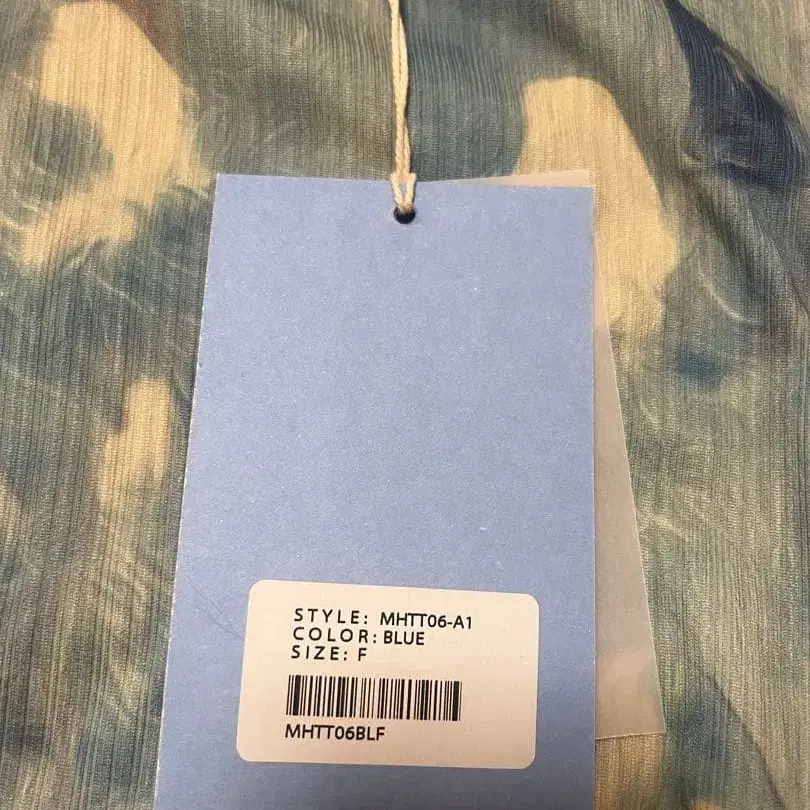 STYLE: MHTT06-A1
COLOR: BLUE
SIZE: F
MHTT06BLF